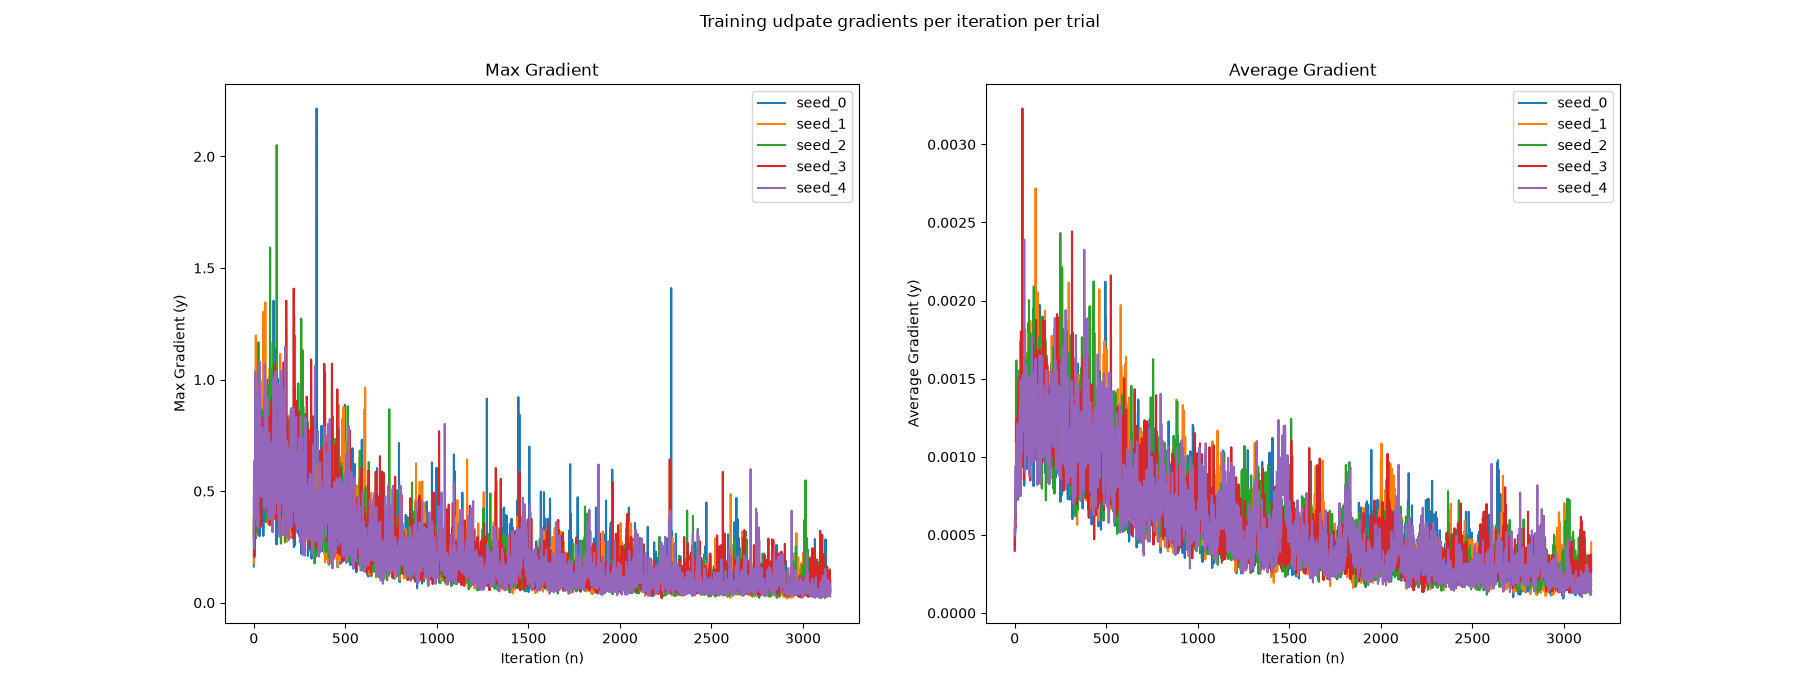 Training udpate gradients per iteration per trial
Max Gradient
Max Gradient (y)
2.0
1.5
1.0
0.5
0.0
0 500 1000 1500 2000 2500 3000
Iteration (n)
seed_0
seed_1
seed_2
seed_3
seed_4
Average Gradient
Average Gradient (y)
0.0030
0.0025
0.0020
0.0015
0.0010
0.0005
0.0000
0 500 1000 1500 2000 2500 3000
Iteration (n)
seed_0
seed_1
seed_2
seed_3
seed_4